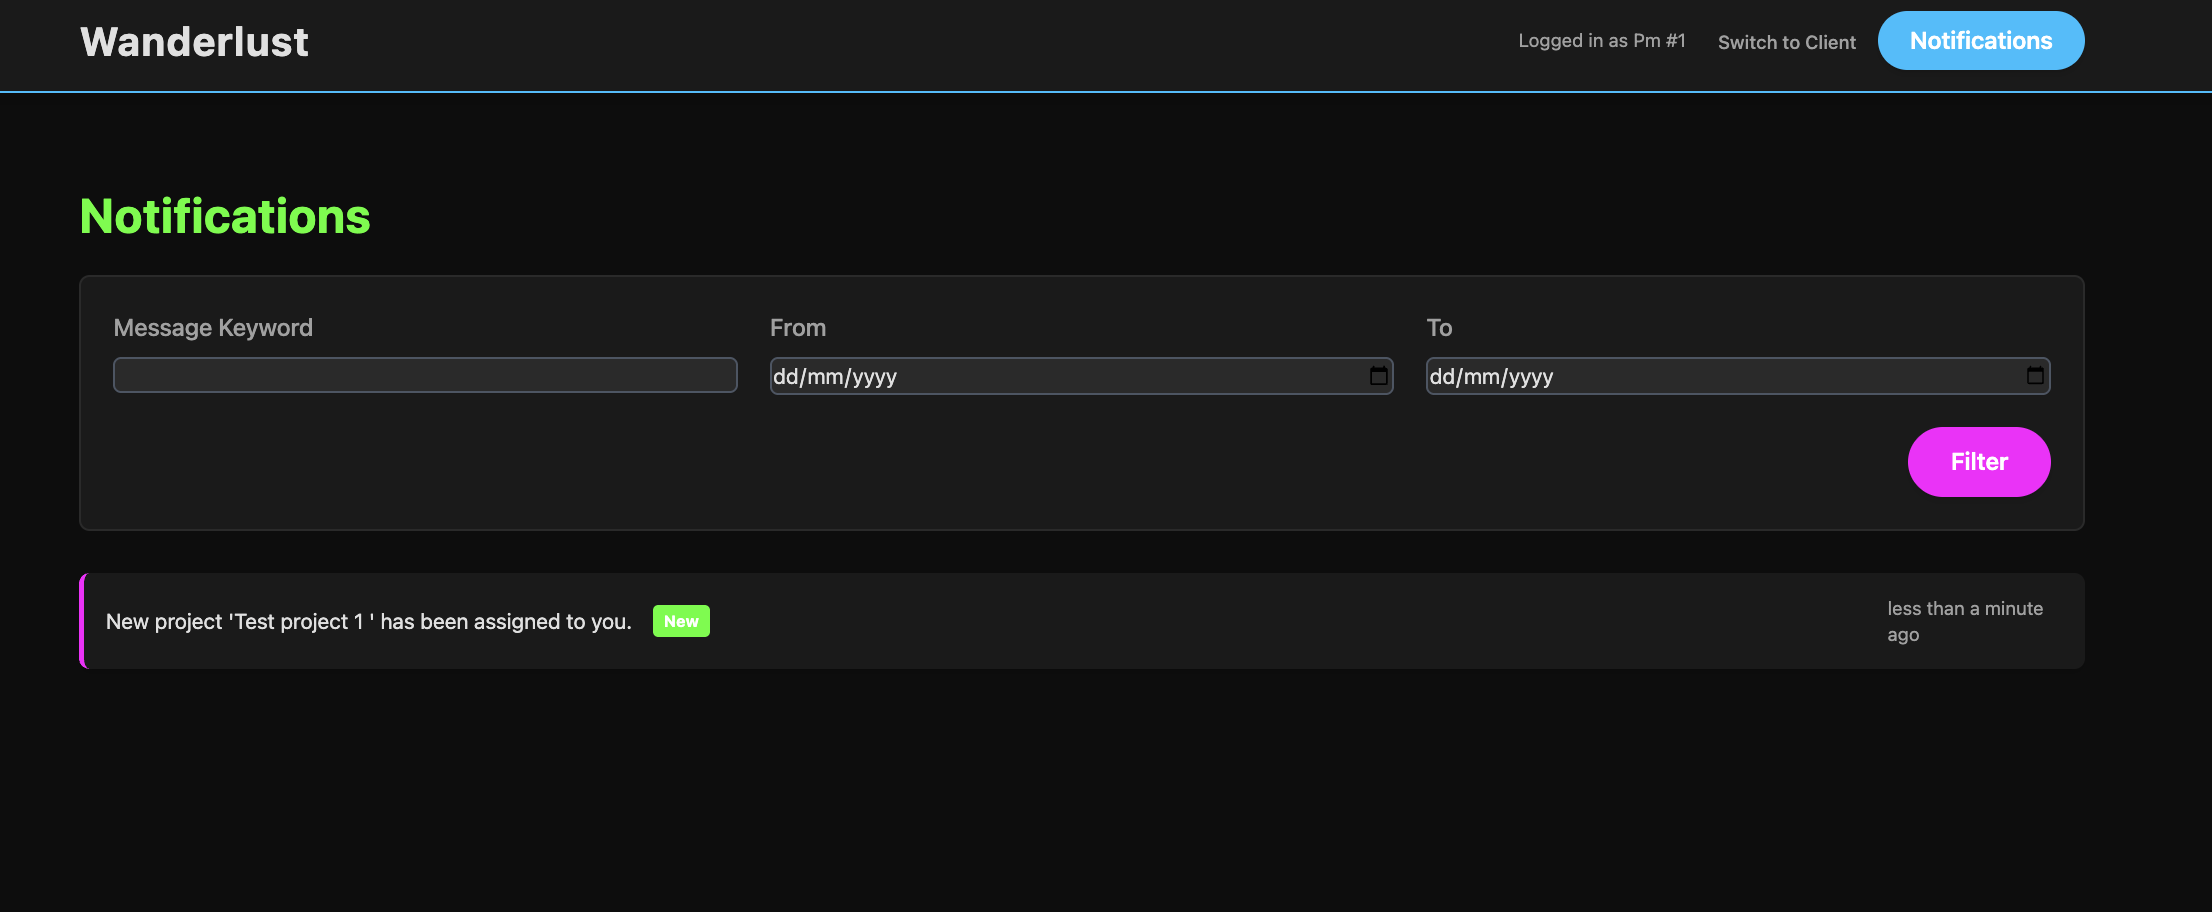 Wanderlust
Logged in as Pm #1
Switch to Client
Notifications
Notifications
Message Keyword
From
To
dd/mm/yyyy
dd/mm/yyyy
Filter
New project 'Test project 1 ' has been assigned to you.
New
less than a minute
ago